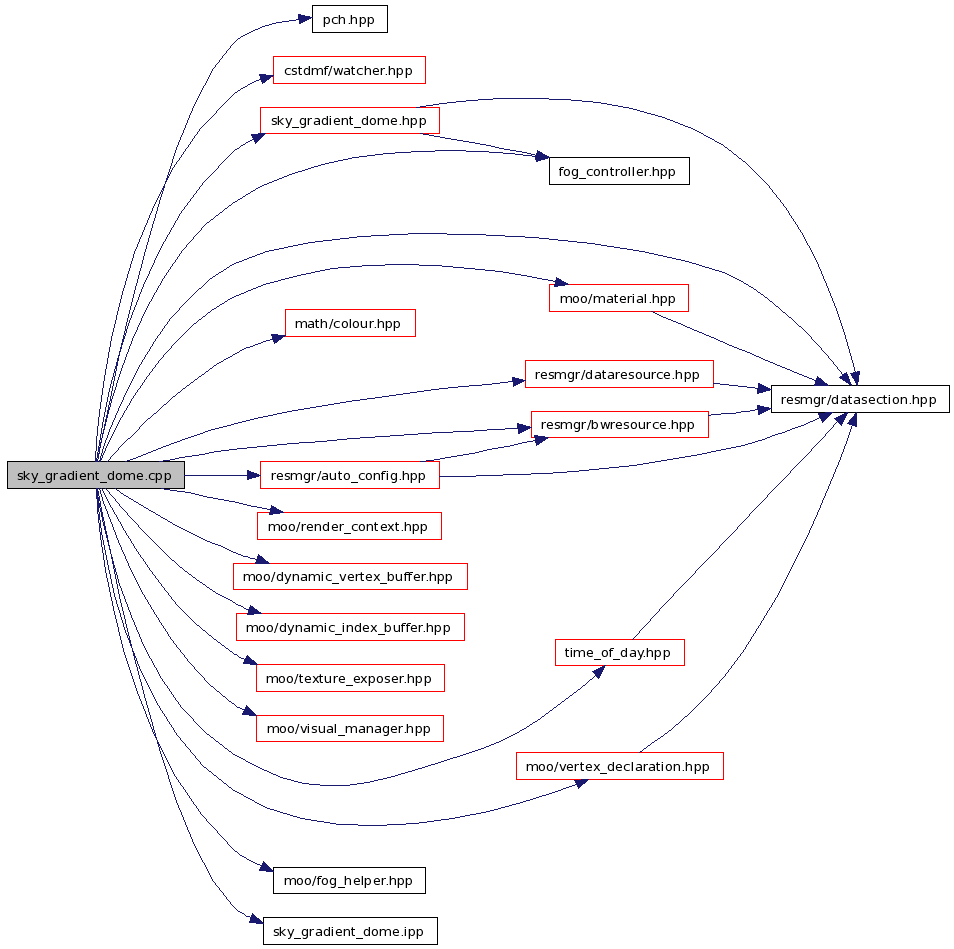 pch.hpp
cstdmf/watcher.hpp
sky_gradient_dome.hpp
fog_controller.hpp
moo/material.hpp
math/colour.hpp
resmgr/dataresource.hpp
resmgr/datasection.hpp
resmgr/bwresource.hpp
sky_gradient_dome.cpp
resmgr/auto_config.hpp
moo/render_context.hpp
moo/dynamic_vertex_buffer.hpp
moo/dynamic_index_buffer.hpp
time_of_day.hpp
moo/texture_exposer.hpp
moo/visual_manager.hpp
moo/vertex_declaration.hpp
moo/fog_helper.hpp
sky_gradient_dome.ipp